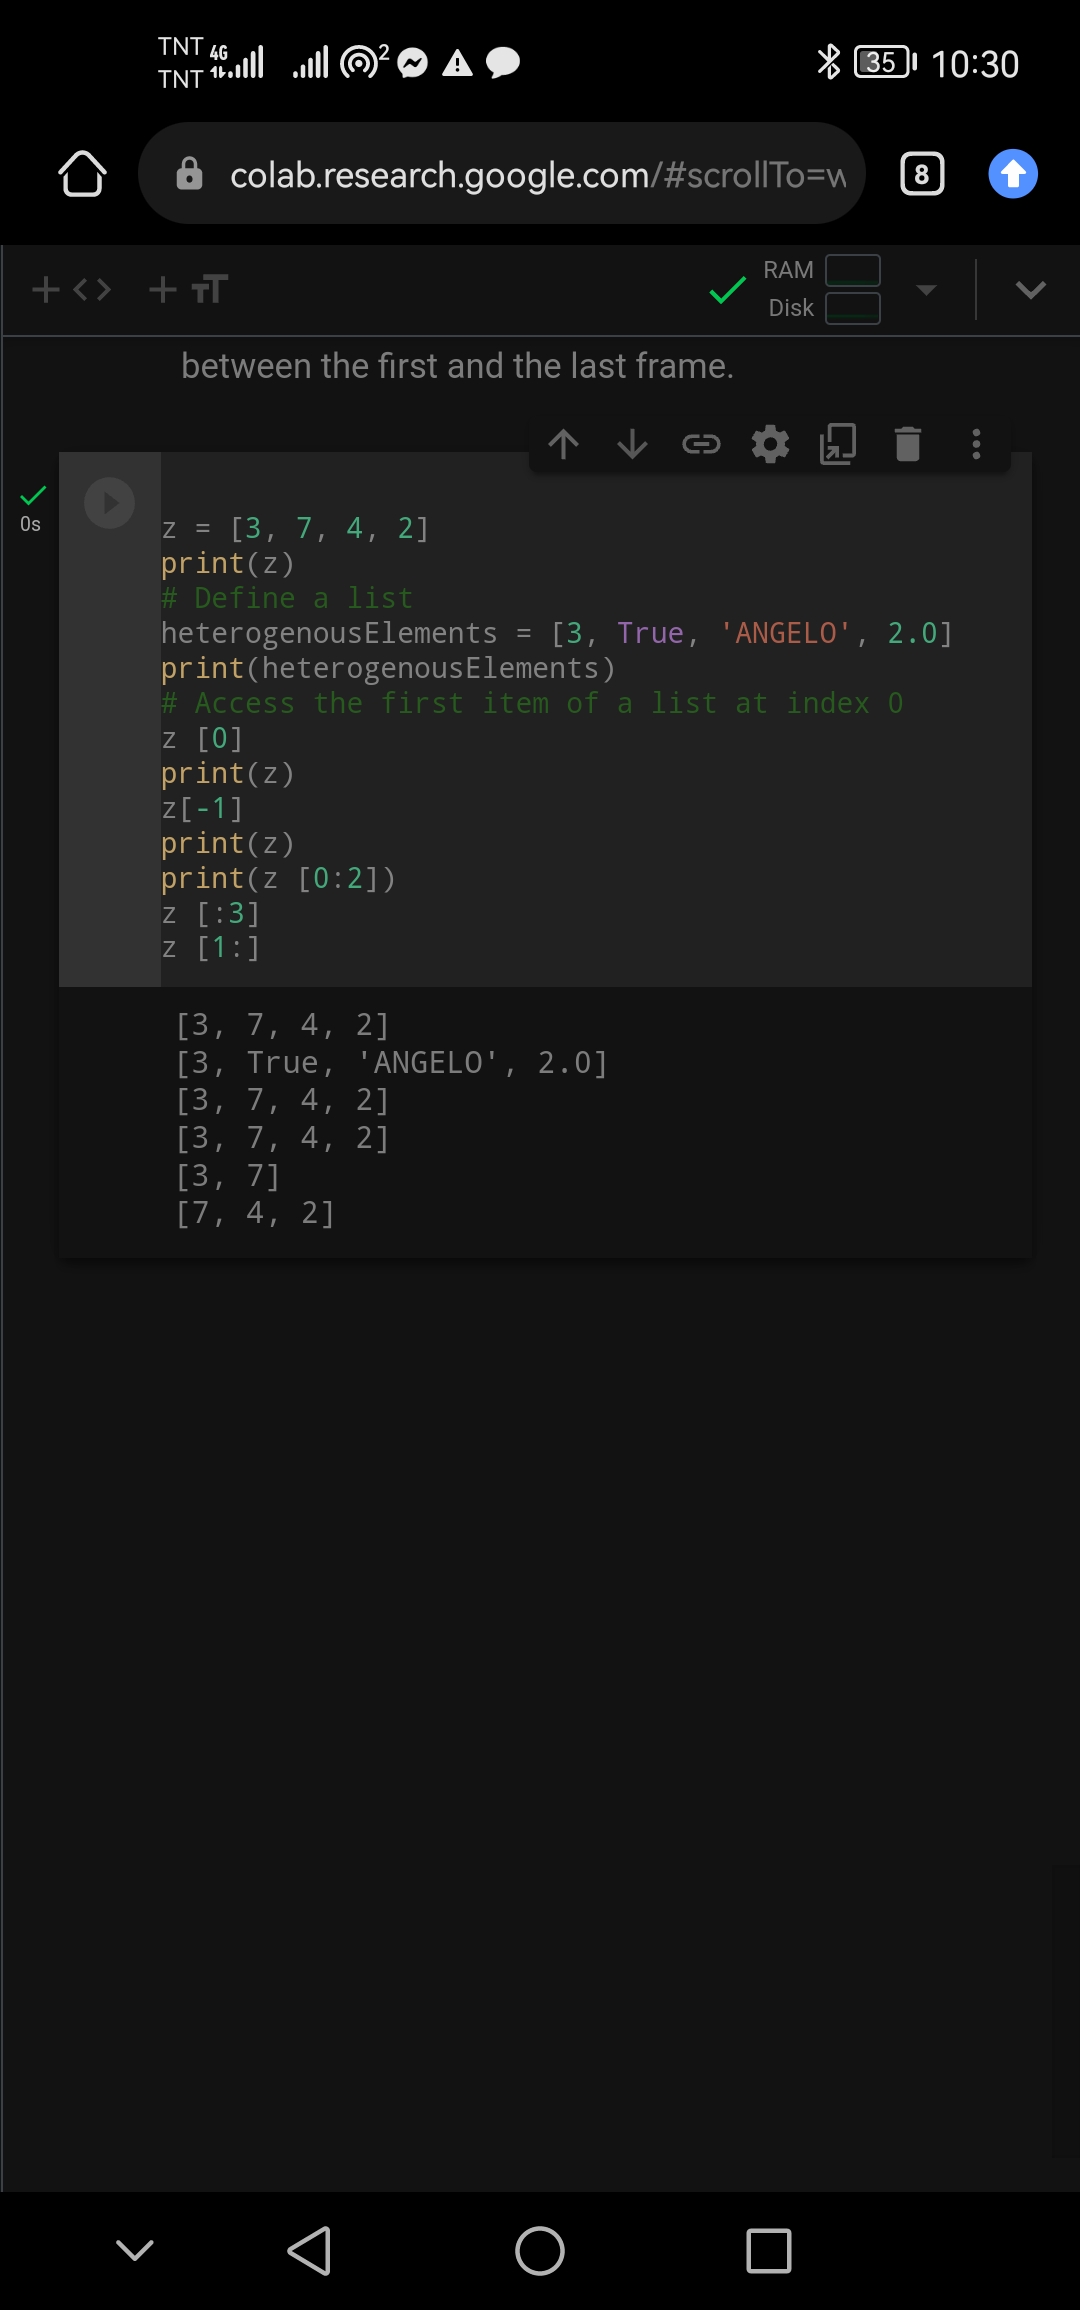 TNT 4G 2 35 10:30
TNT
colab.research.google.com/#scrollTo=w 8
RAM
Disk
between the first and the last frame.
0s
z = [3, 7, 4, 2]
print(z)
# Define a list
heterogenousElements = [3, True, 'ANGELO', 2.0]
print(heterogenousElements)
# Access the first item of a list at index 0
z [0]
print(z)
z[-1]
print(z)
print(z [0:2])
z [:3]
z [1:]
[3, 7, 4, 2]
[3, True, 'ANGELO', 2.0]
[3, 7, 4, 2]
[3, 7, 4, 2]
[3, 7]
[7, 4, 2]